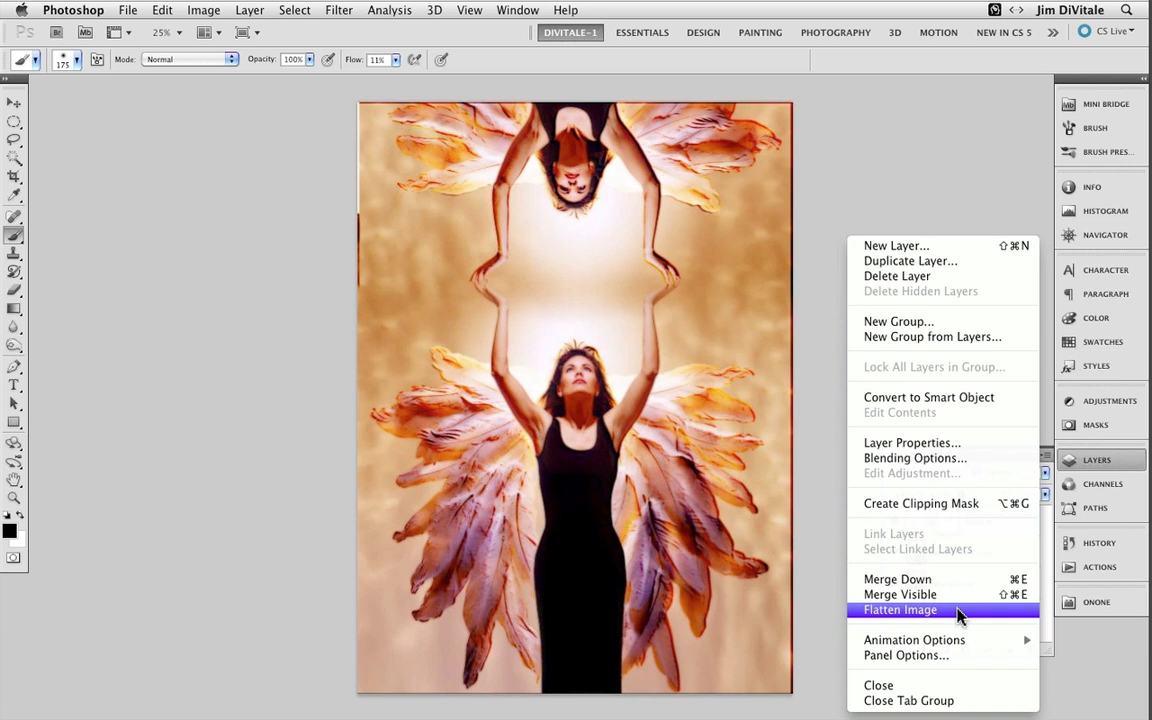 Photoshop File Edit Image Layer Select Filter Analysis 3D View Window Help Jim DiVitale
Ps Br Mb 25% DIVITALE-1 ESSENTIALS DESIGN PAINTING PHOTOGRAPHY 3D MOTION NEW IN CS 5 CS Live
175 Mode: Normal Opacity: 100% Flow: 11%
Mb MINI BRIDGE
BRUSH
BRUSH PRES...
INFO
HISTOGRAM
NAVIGATOR
CHARACTER
PARAGRAPH
COLOR
SWATCHES
STYLES
ADJUSTMENTS
MASKS
LAYERS
CHANNELS
PATHS
HISTORY
ACTIONS
ONONE
New Layer... ⇧⌘N
Duplicate Layer...
Delete Layer
Delete Hidden Layers
New Group...
New Group from Layers...
Lock All Layers in Group...
Convert to Smart Object
Edit Contents
Layer Properties...
Blending Options...
Edit Adjustment...
Create Clipping Mask ⌥⌘G
Link Layers
Select Linked Layers
Merge Down ⌘E
Merge Visible ⇧⌘E
Flatten Image
Animation Options
Panel Options...
Close
Close Tab Group